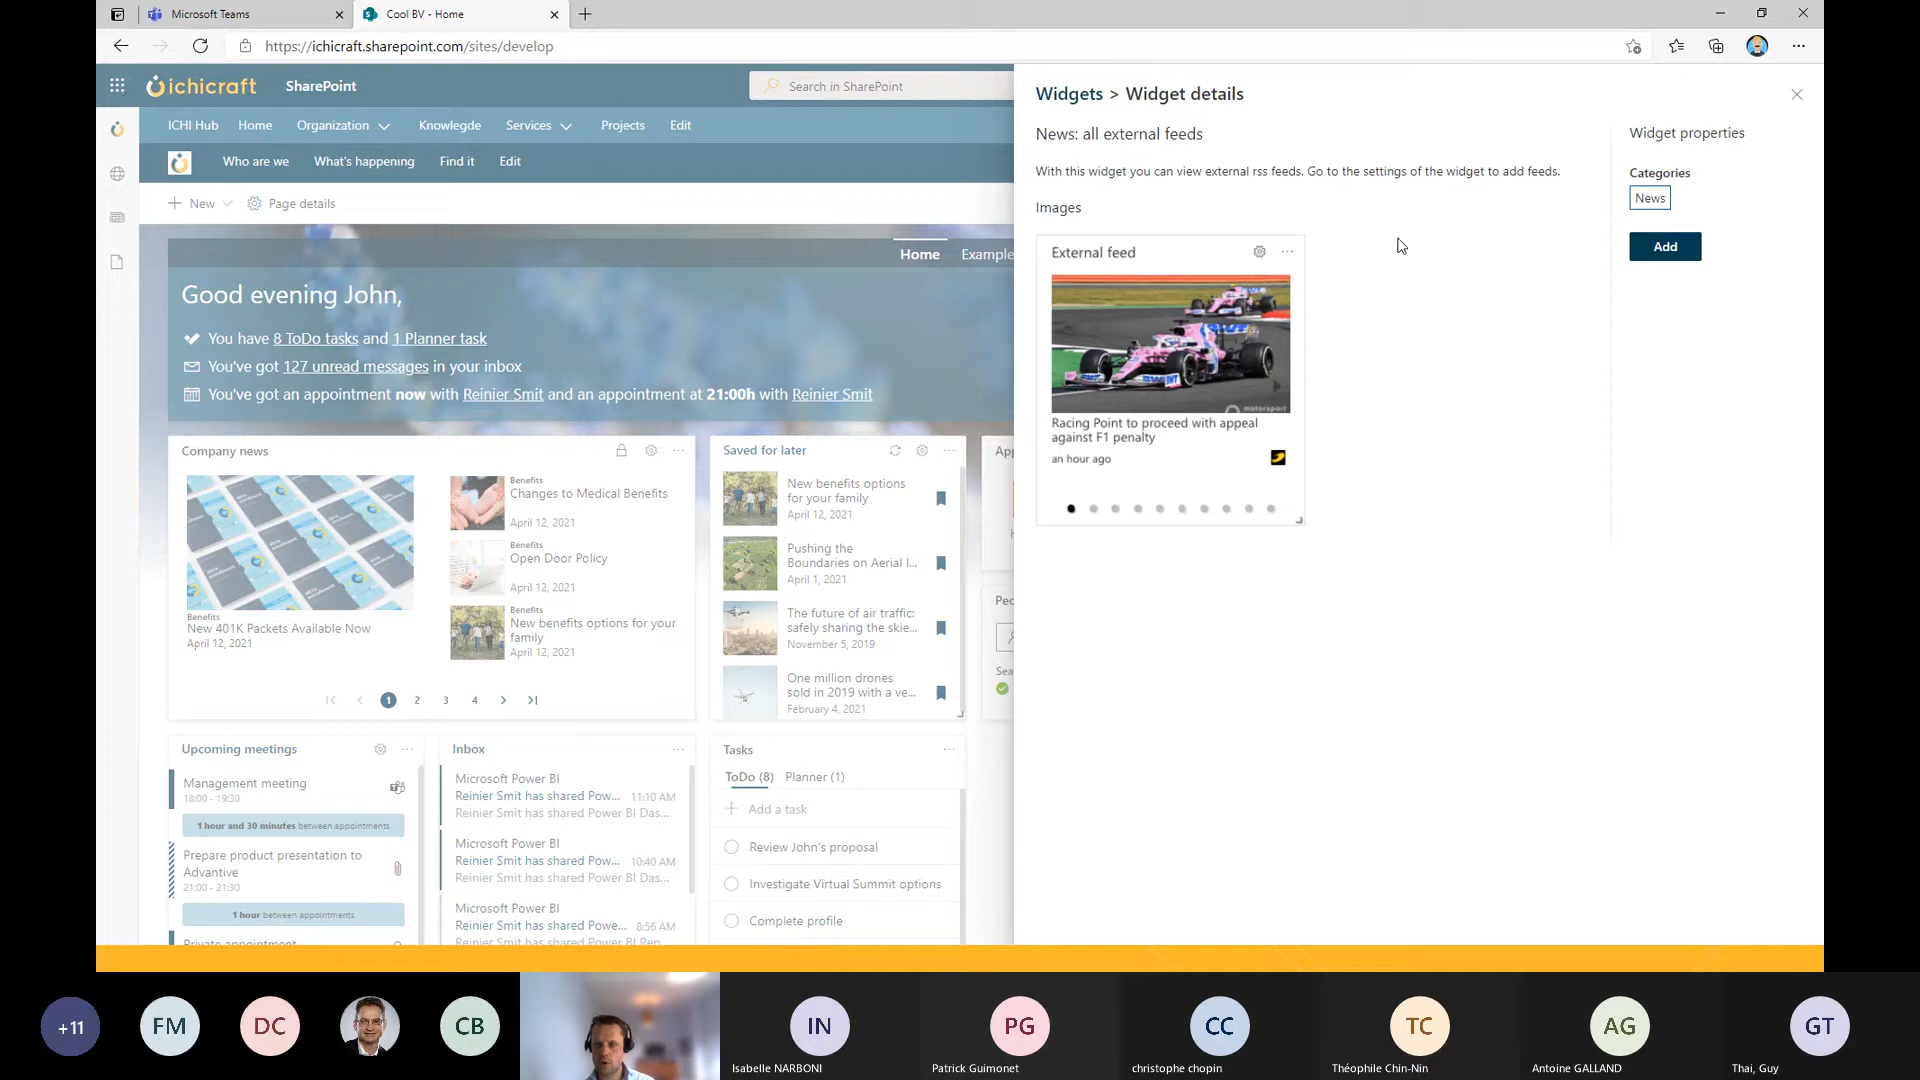 Microsoft Teams
Cool BV - Home
https://ichicraft.sharepoint.com/sites/develop
ichicraft
SharePoint
Search in SharePoint
ICHI Hub
Home
Organization
Knowlegde
Services
Projects
Edit
Who are we
What's happening
Find it
Edit
New
Page details
Home
Example
Good evening John,
You have 8 ToDo tasks and 1 Planner task
You've got 127 unread messages in your inbox
You've got an appointment now with Reinier Smit and an appointment at 21:00h with Reinier Smit
Company news
Benefits
New 401K Packets Available Now
April 12, 2021
Benefits
Changes to Medical Benefits
April 12, 2021
Benefits
Open Door Policy
April 12, 2021
Benefits
New benefits options for your
family
April 12, 2021
1
2
3
4
Saved for later
New benefits options
for your family
April 12, 2021
Pushing the
Boundaries on Aerial I...
April 1, 2021
The future of air traffic:
safely sharing the skie...
November 5, 2019
One million drones
sold in 2019 with a ve...
February 4, 2021
App
Peo
Sea
Upcoming meetings
Management meeting
18:00 - 19:30
1 hour and 30 minutes between appointments
Prepare product presentation to
Advantive
21:00 - 21:30
1 hour between appointments
Private appointment
Inbox
Microsoft Power BI
Reinier Smit has shared Pow...
11:10 AM
Reinier Smit has shared Power BI Das...
Microsoft Power BI
Reinier Smit has shared Pow...
10:40 AM
Reinier Smit has shared Power BI Das...
Microsoft Power BI
Reinier Smit has shared Powe...
8:56 AM
Reinier Smit has shared Power BI Rep
Tasks
ToDo (8)
Planner (1)
Add a task
Review John's proposal
Investigate Virtual Summit options
Complete profile
Widgets > Widget details
News: all external feeds
With this widget you can view external rss feeds. Go to the settings of the widget to add feeds.
Images
External feed
motorsport
Racing Point to proceed with appeal
against F1 penalty
an hour ago
Widget properties
Categories
News
Add
+11
FM
DC
CB
IN
Isabelle NARBONI
PG
Patrick Guimonet
CC
christophe chopin
TC
Théophile Chin-Nin
AG
Antoine GALLAND
GT
Thai, Guy